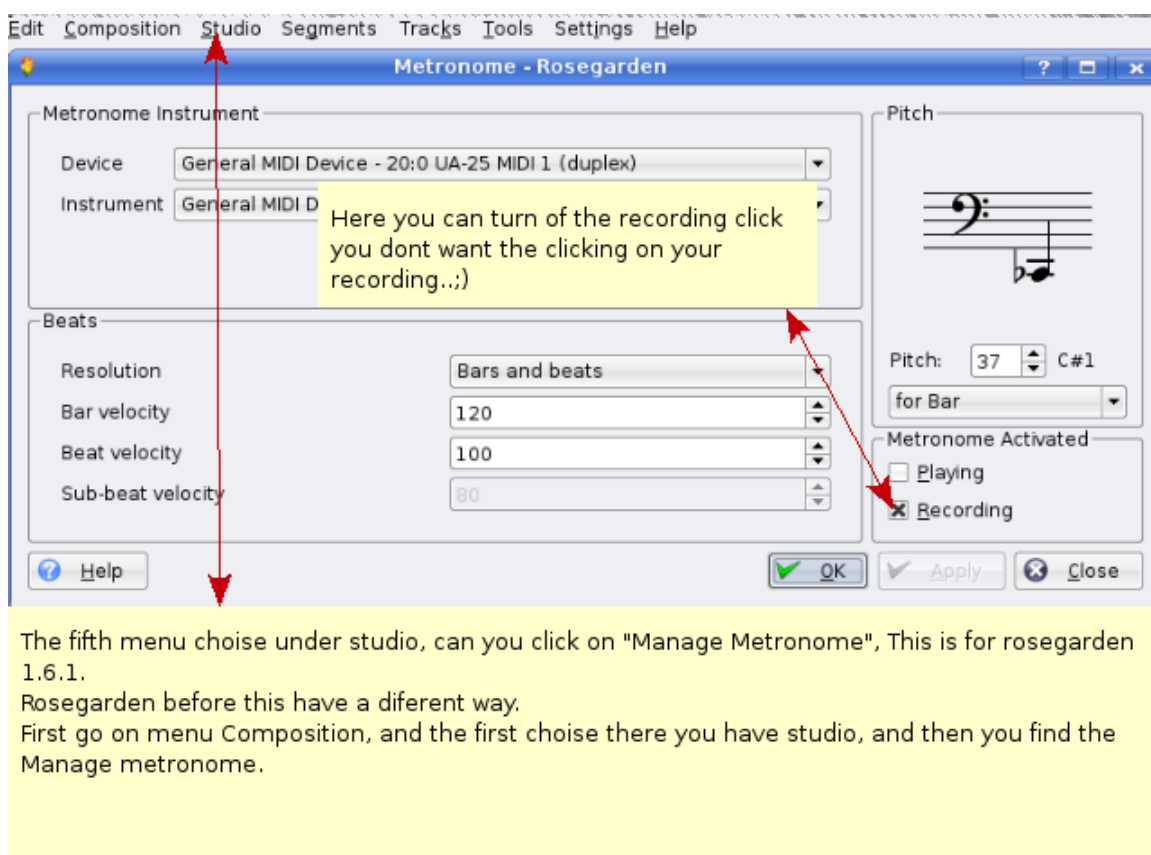 Edit Composition Studio Segments Tracks Tools Settings Help
Metronome - Rosegarden
Metronome Instrument
Device General MIDI Device - 20:0 UA-25 MIDI 1 (duplex)
Instrument General MIDI D
Here you can turn of the recording click
you dont want the clicking on your
recording..;)
Beats
Resolution Bars and beats
Bar velocity 120
Beat velocity 100
Sub-beat velocity 80
Pitch
Pitch: 37 C#1
for Bar
Metronome Activated
Playing
Recording
Help OK Apply Close
The fifth menu choise under studio, can you click on "Manage Metronome", This is for rosegarden
1.6.1.
Rosegarden before this have a diferent way.
First go on menu Composition, and the first choise there you have studio, and then you find the
Manage metronome.